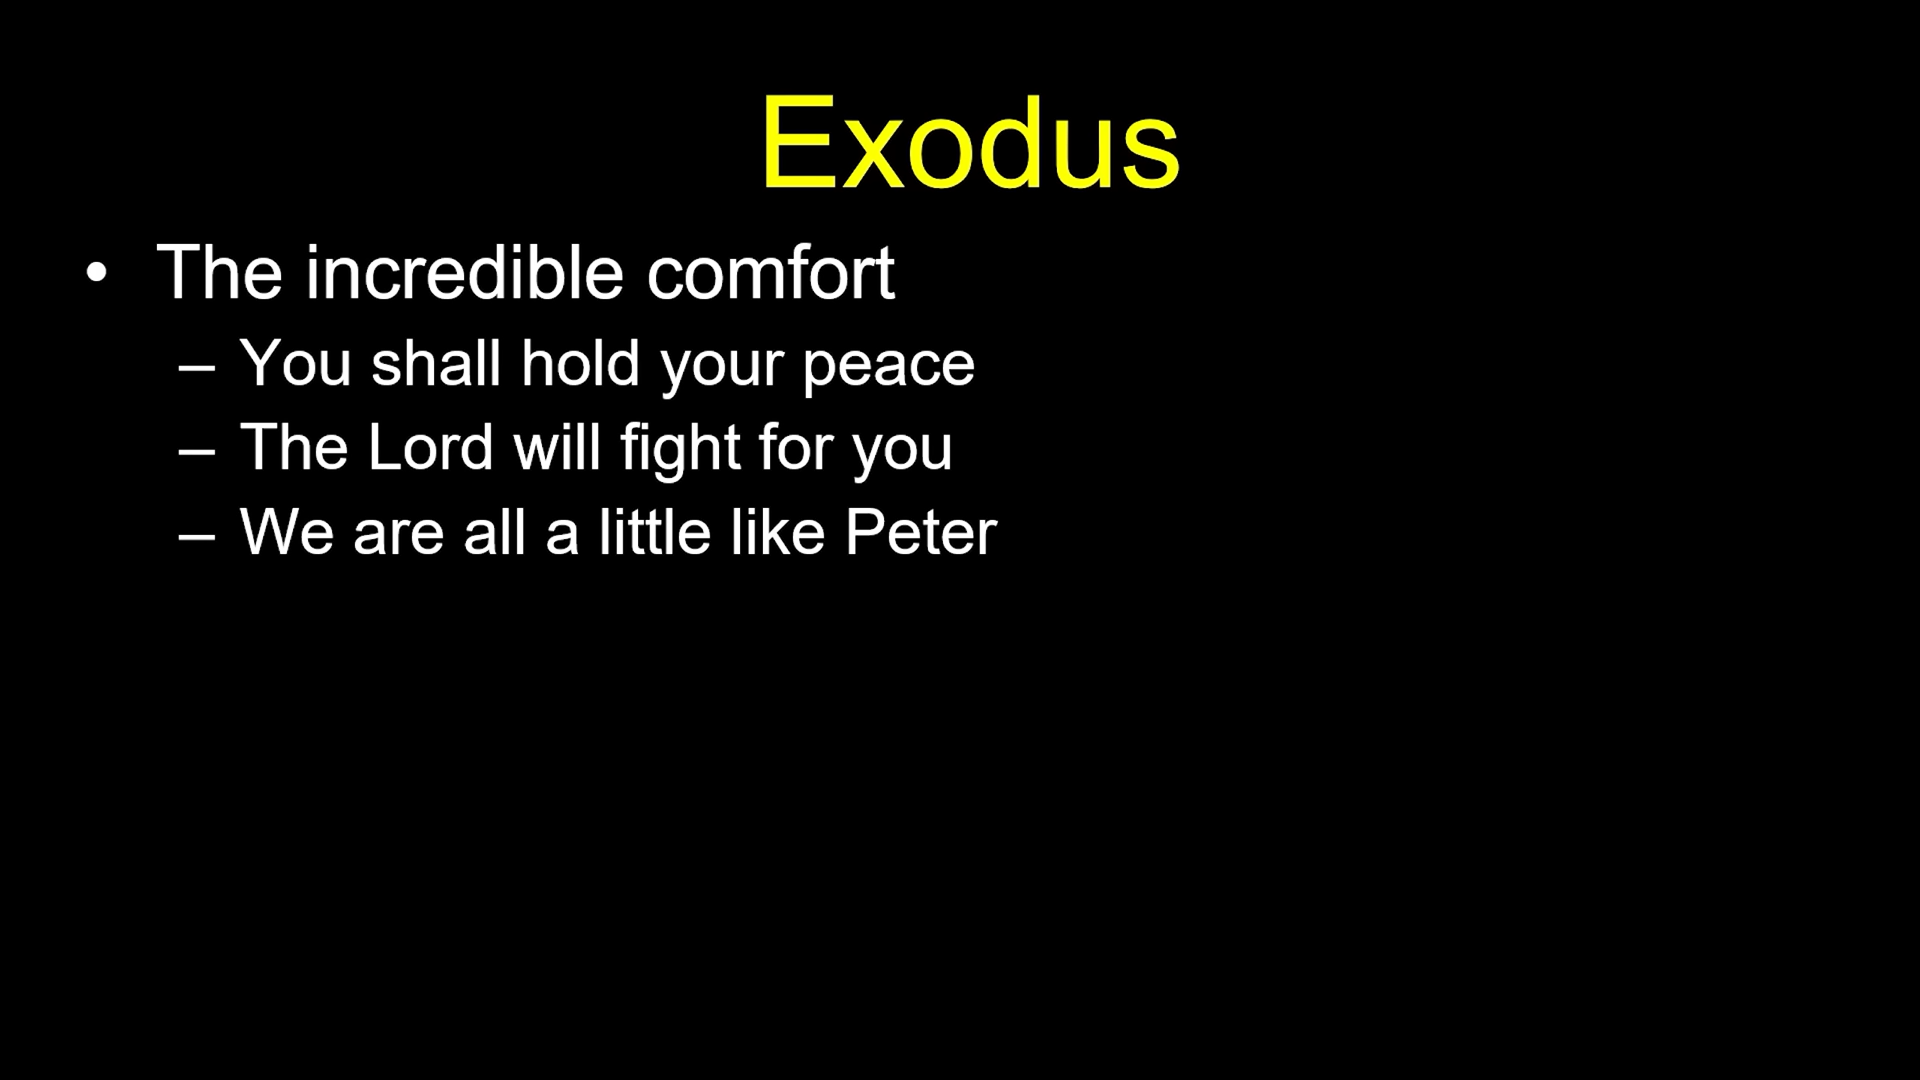 Exodus
• The incredible comfort
– You shall hold your peace
– The Lord will fight for you
– We are all a little like Peter